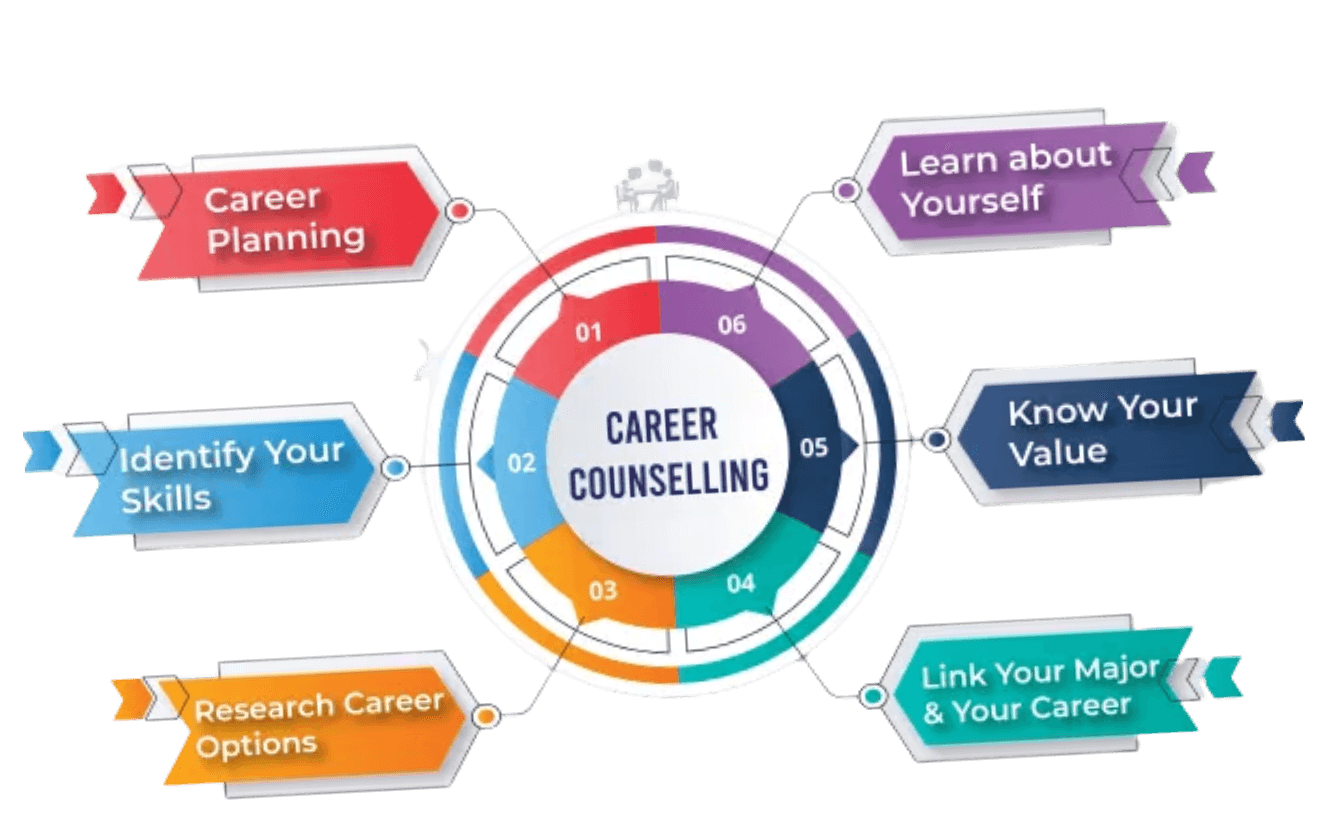 Career
Planning
Identify Your
Skills
Research Career
Options
01
02
03
CAREER
COUNSELLING
06
05
04
Learn about
Yourself
Know Your
Value
Link Your Major
& Your Career